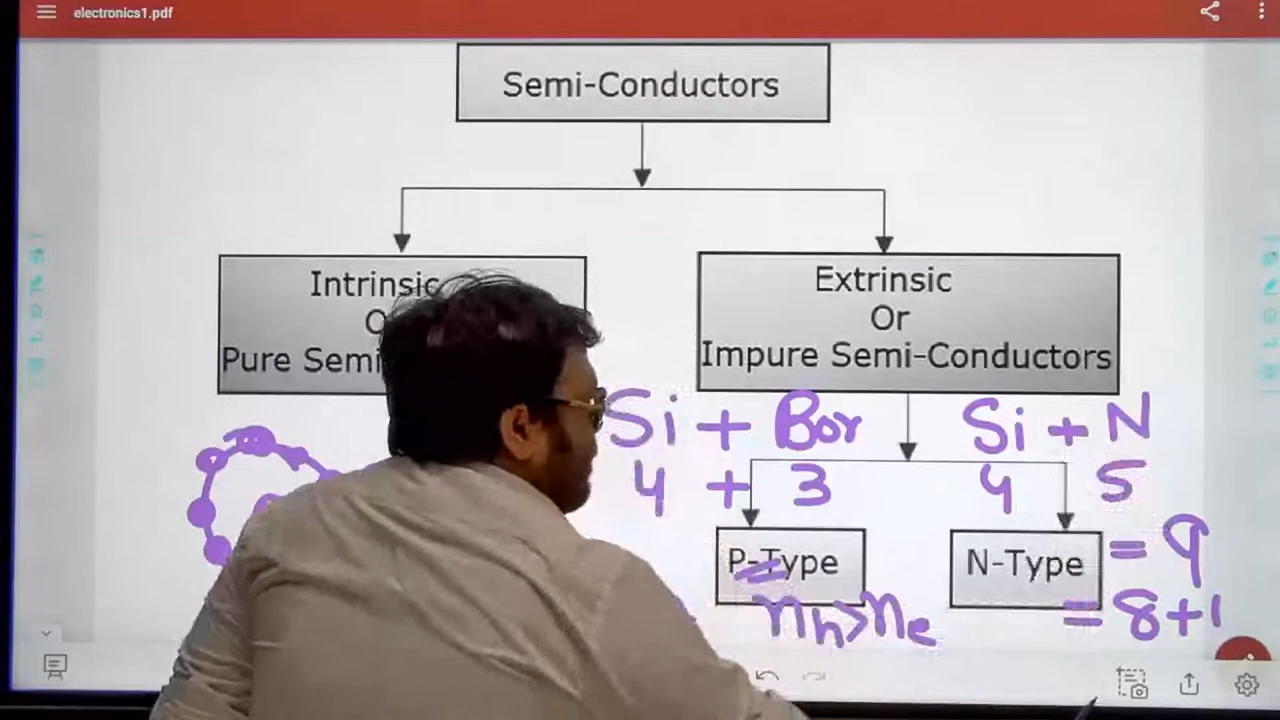 electronics1.pdf
Semi-Conductors
Intrinsic
Pure Semi
Extrinsic
Or
Impure Semi-Conductors
Si + Bor
4 + 3
Si + N
4 5
P-Type
nh>ne
N-Type
= 9
= 8+1